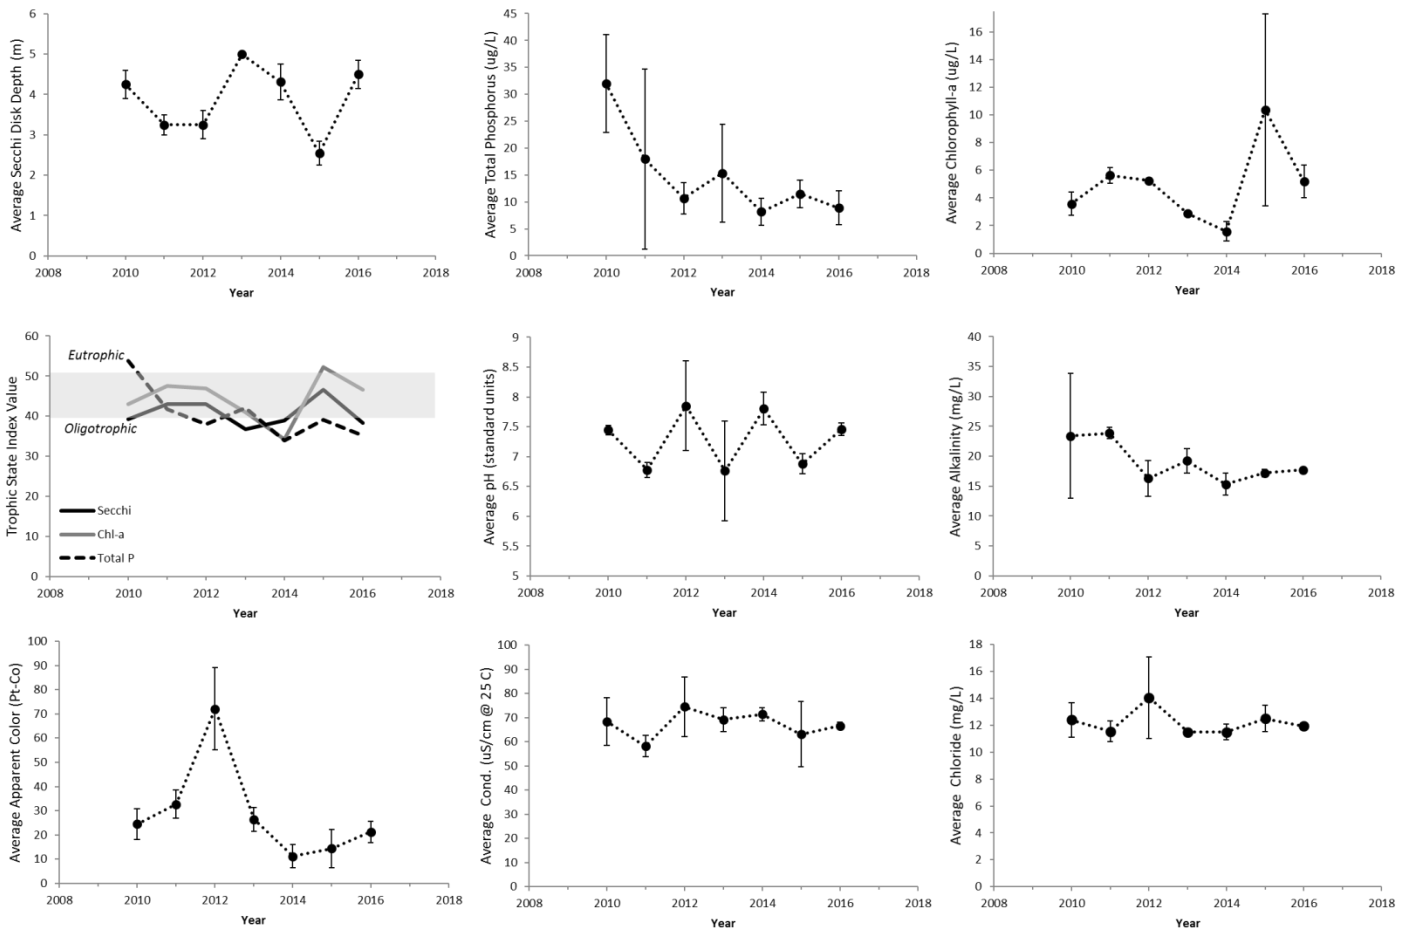 Average Secchi Disk Depth (m)
6
5
4
3
2
1
0
2008 2010 2012 2014 2016 2018
Year
Average Total Phosphorus (ug/L)
45
40
35
30
25
20
15
10
5
0
2008 2010 2012 2014 2016 2018
Year
Average Chlorophyll-a (ug/L)
16
14
12
10
8
6
4
2
0
2008 2010 2012 2014 2016 2018
Year
Trophic State Index Value
60
50
40
30
20
10
0
Eutrophic
Oligotrophic
Secchi
Chl-a
Total P
2008 2010 2012 2014 2016 2018
Year
Average pH (standard units)
9
8.5
8
7.5
7
6.5
6
5.5
5
2008 2010 2012 2014 2016 2018
Year
Average Alkalinity (mg/L)
40
35
30
25
20
15
10
5
0
2008 2010 2012 2014 2016 2018
Year
Average Apparent Color (Pt-Co)
100
90
80
70
60
50
40
30
20
10
0
2008 2010 2012 2014 2016 2018
Year
Average Cond. (uS/cm @ 25 C)
100
90
80
70
60
50
40
30
20
10
0
2008 2010 2012 2014 2016 2018
Year
Average Chloride (mg/L)
18
16
14
12
10
8
6
4
2
0
2008 2010 2012 2014 2016 2018
Year